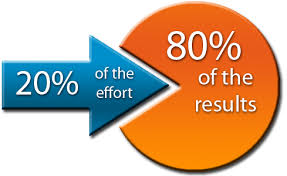 20% of the
effort
80%
of the
results